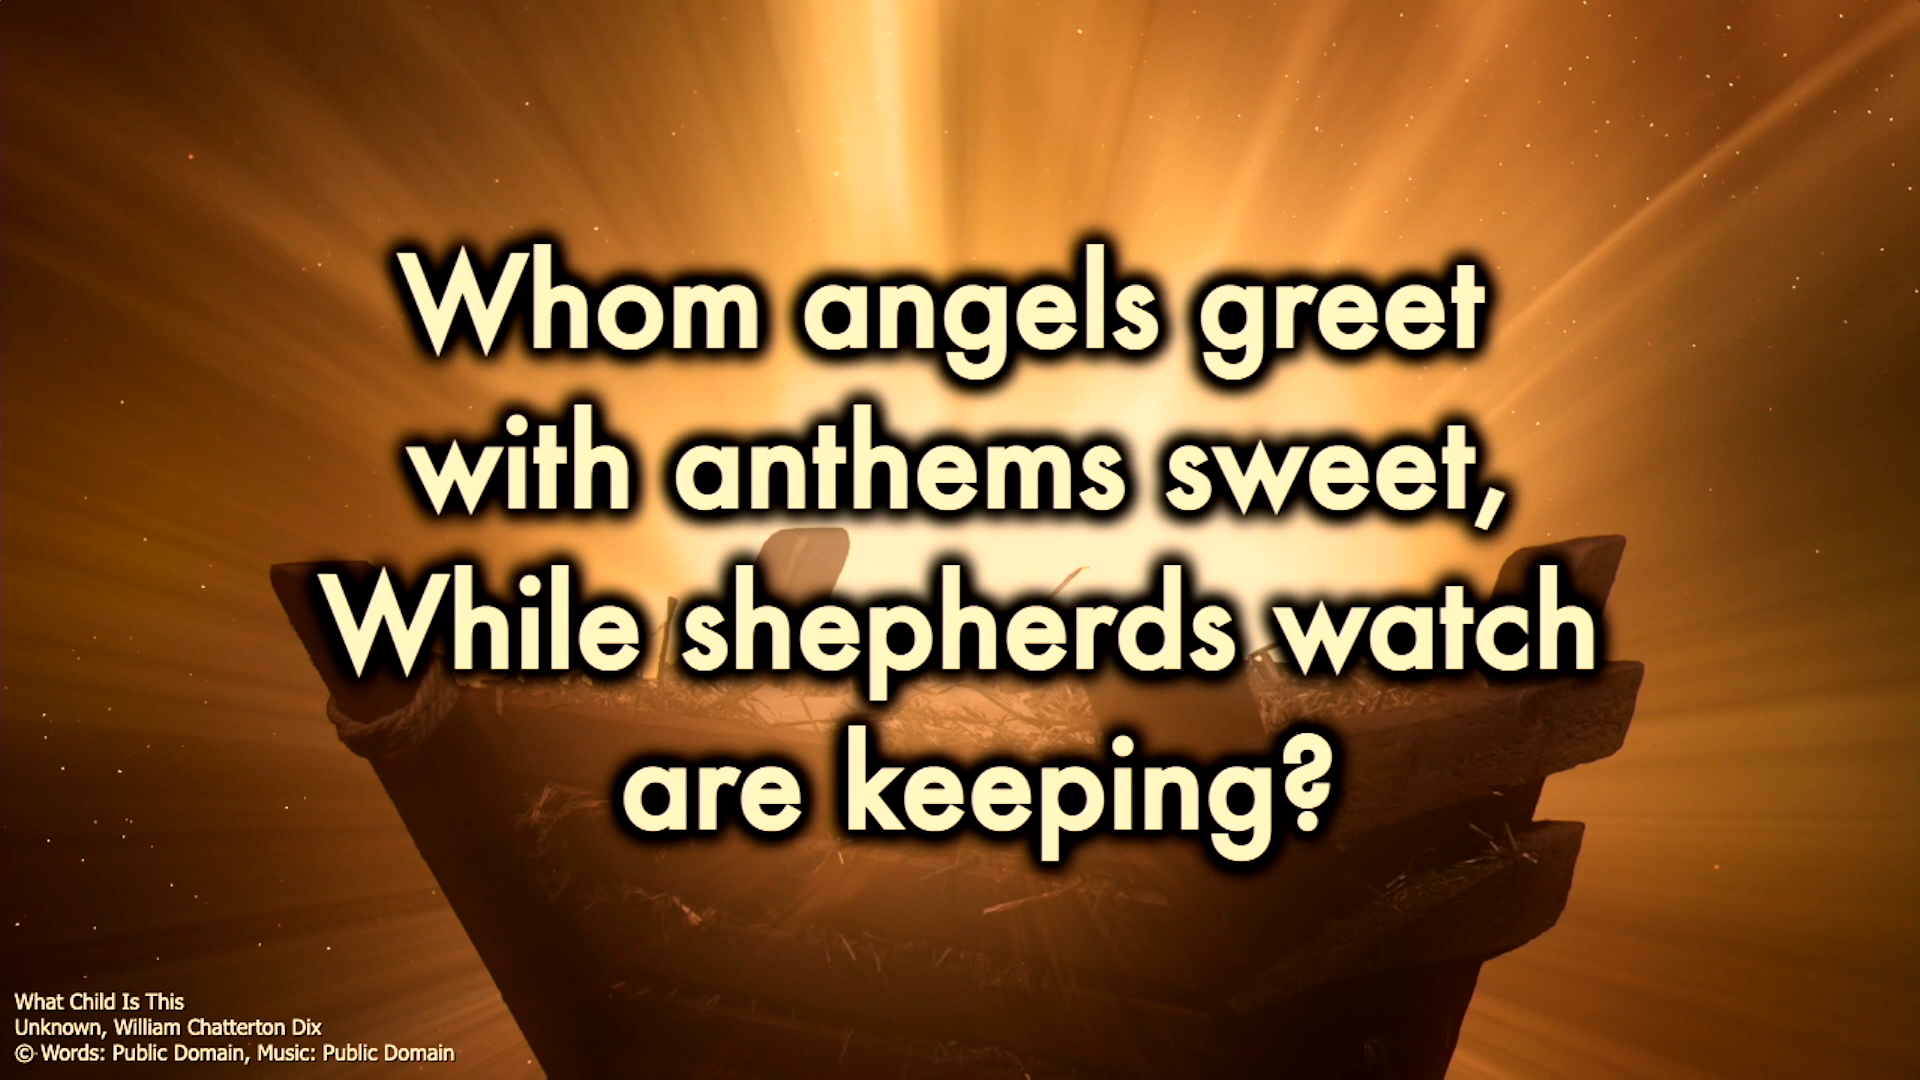 Whom angels greet
with anthems sweet,
While shepherds watch
are keeping?
What Child Is This
Unknown, William Chatterton Dix
© Words: Public Domain, Music: Public Domain